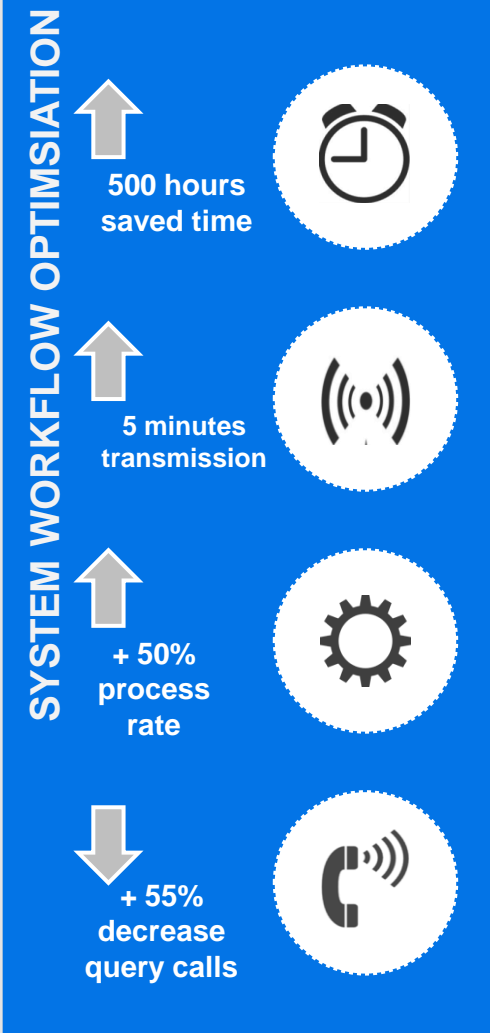 SYSTEM WORKFLOW OPTIMSIATION
500 hours
saved time
5 minutes
transmission
+ 50%
process
rate
+ 55%
decrease
query calls